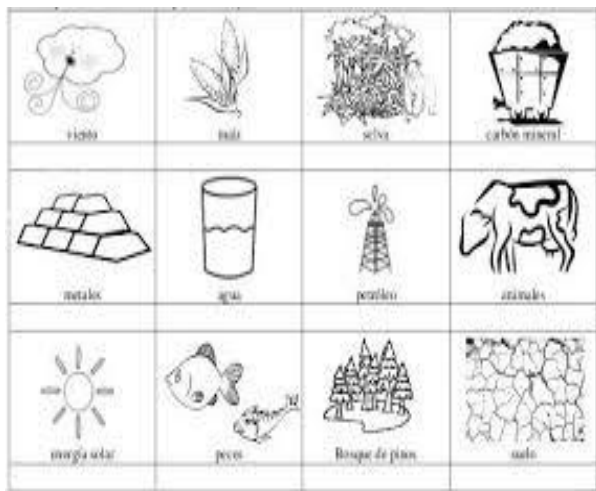 viento
maíz
selva
carbón mineral
metales
agua
petróleo
animales
energía solar
peces
Bosque de pinos
suelo